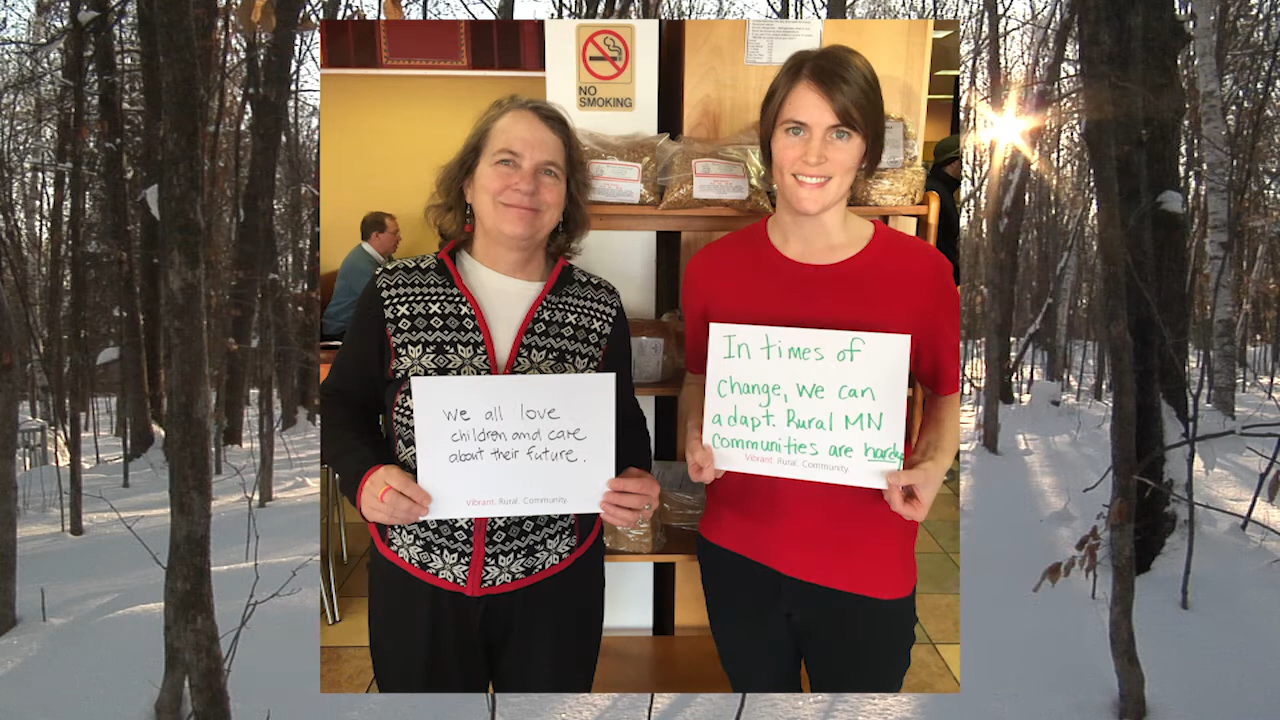 NO
SMOKING
We all love
children and care
about their future.
Vibrant. Rural. Community.
In times of
change, we can
adapt. Rural MN
communities are hardy
Vibrant. Rural. Community.